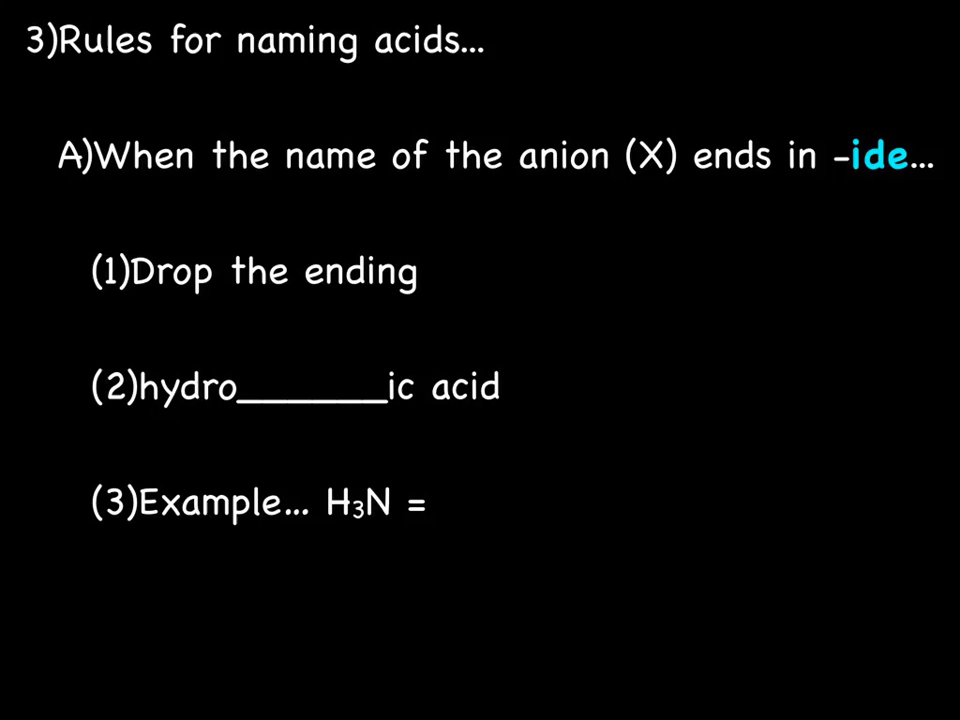 3)Rules for naming acids...
A)When the name of the anion (X) ends in -ide...
(1)Drop the ending
(2)hydro______ic acid
(3)Example... H₃N =